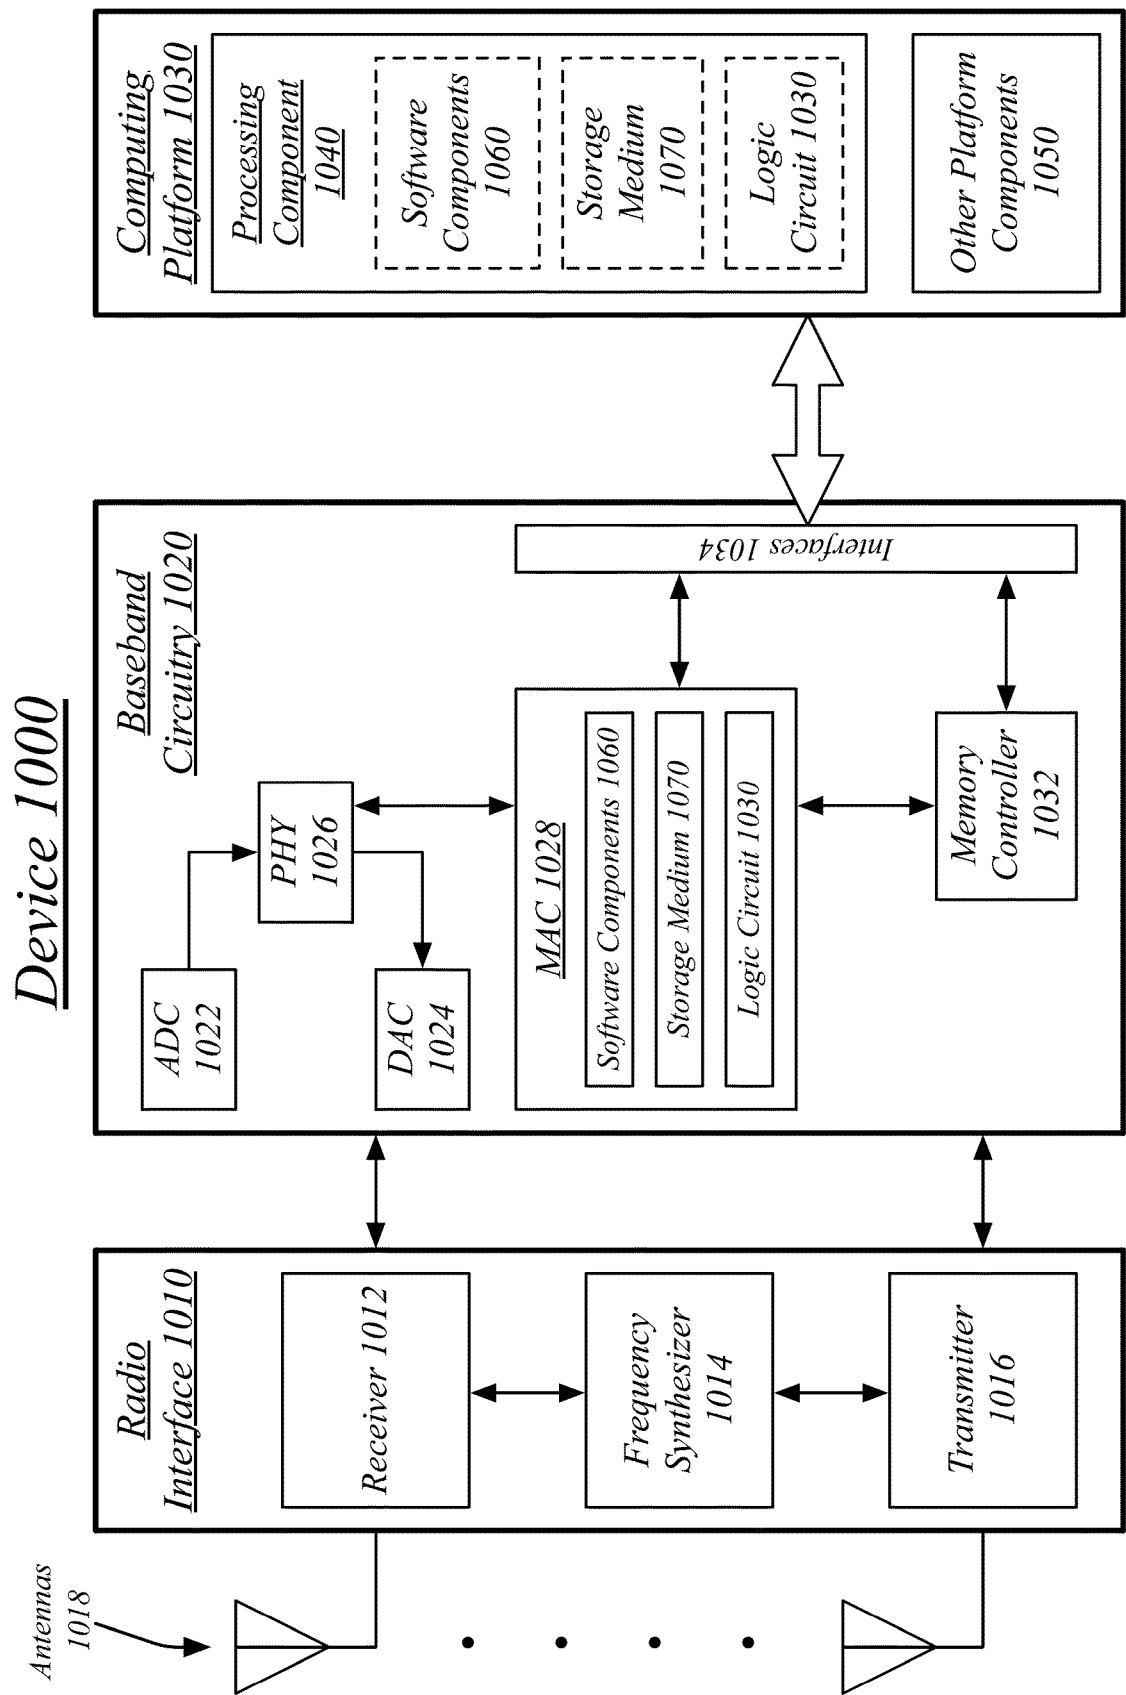 Device 1000
Antennas
1018
Radio
Interface 1010
Receiver 1012
Frequency
Synthesizer
1014
Transmitter
1016
Baseband
Circuitry 1020
ADC
1022
PHY
1026
DAC
1024
MAC 1028
Software Components 1060
Storage Medium 1070
Logic Circuit 1030
Memory
Controller
1032
Interfaces 1034
Computing
Platform 1030
Processing
Component
1040
Software
Components
1060
Storage
Medium
1070
Logic
Circuit 1030
Other Platform
Components
1050